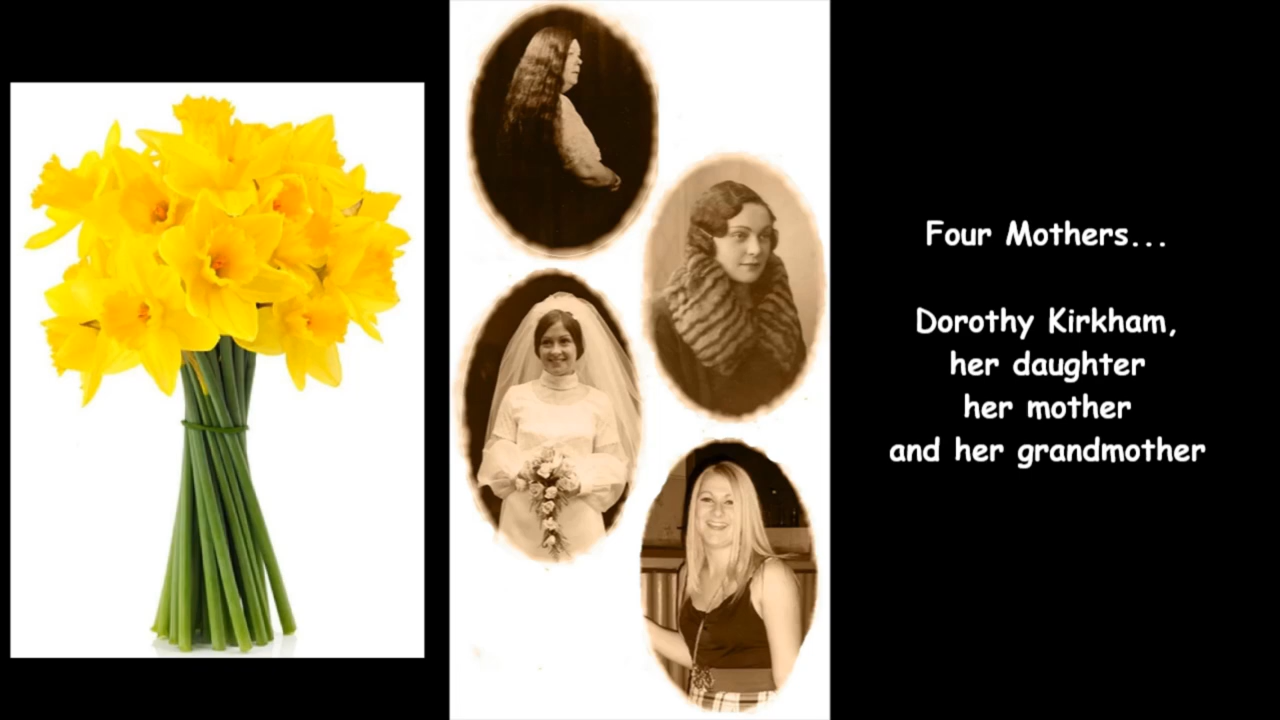 Four Mothers...
Dorothy Kirkham,
her daughter
her mother
and her grandmother